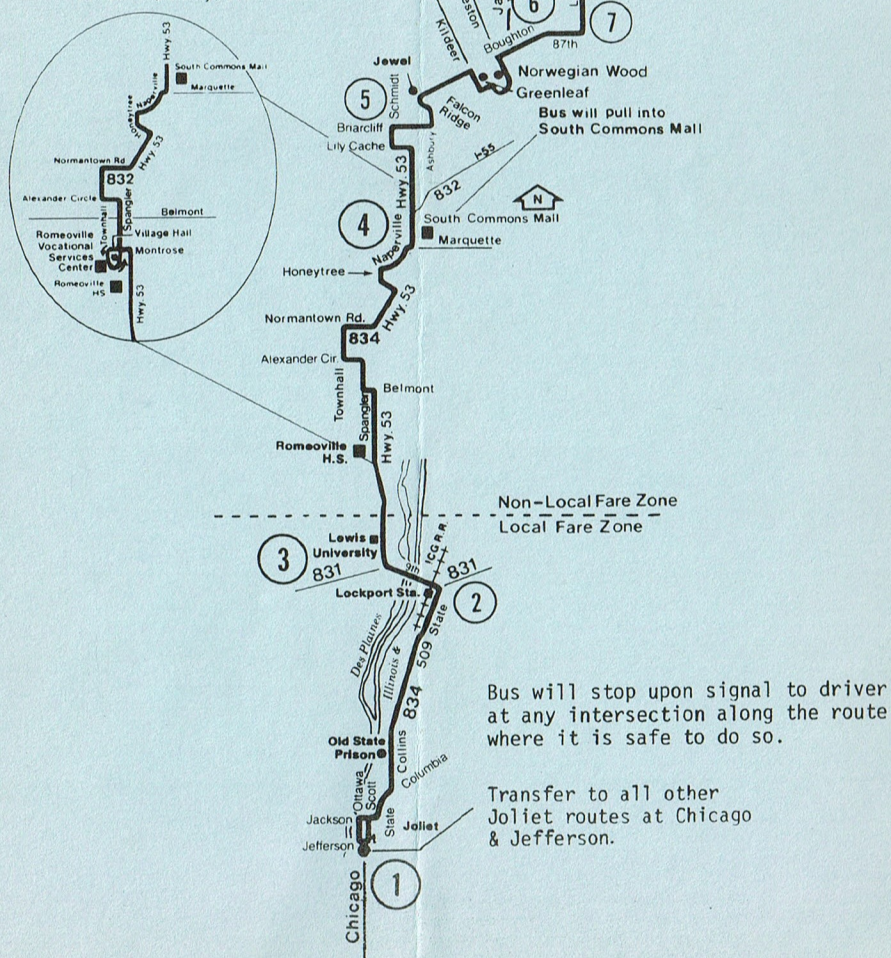 Hwy. 53
South Commons Mall
Marquette
Naperville
Honeytree
Hwy. 53
Normantown Rd
832
Alexander Circle
Spangler
Townhall
Belmont
Romeoville
Vocational
Services
Center
Village Hall
Montrose
Romeoville
HS
Hwy. 53
Kildeer
6
7
Boughton
87th
Jewel
Norwegian Wood
Greenleaf
5
Schmidt
Falcon
Ridge
Bus will pull into
South Commons Mall
Briarcliff
Lily Cache
Ashbury
I-55
832
N
4
Naperville Hwy. 53
South Commons Mall
Marquette
Honeytree
Hwy. 53
Normantown Rd.
834
Alexander Cir.
Townhall
Belmont
Spangler
Hwy. 53
Romeoville
H.S.
Non-Local Fare Zone
Local Fare Zone
Lewis
University
3
831
9th
ICG R.R.
831
Lockport Sta.
2
Des Plaines
Illinois &
834
509
State
Bus will stop upon signal to driver
at any intersection along the route
where it is safe to do so.
Old State
Prison
Collins
Columbia
Ottawa
Scott
State
Transfer to all other
Joliet routes at Chicago
& Jefferson.
Jackson
Joliet
Jefferson
1
Chicago